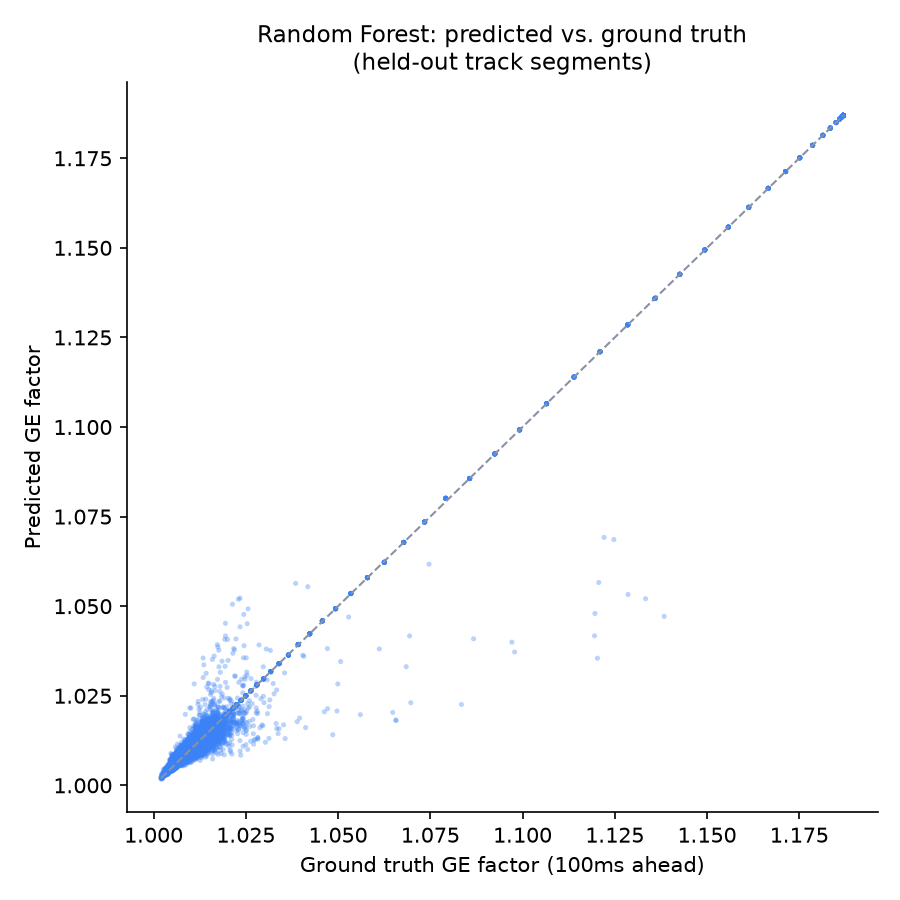 Random Forest: predicted vs. ground truth
(held-out track segments)
Predicted GE factor
1.175
1.150
1.125
1.100
1.075
1.050
1.025
1.000
1.000 1.025 1.050 1.075 1.100 1.125 1.150 1.175
Ground truth GE factor (100ms ahead)